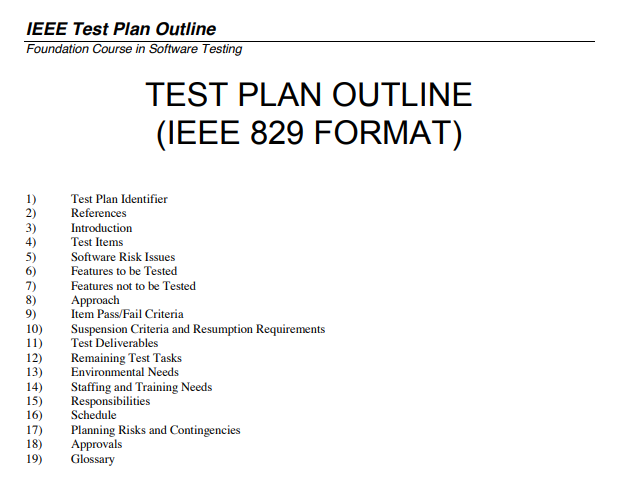 IEEE Test Plan Outline
Foundation Course in Software Testing
TEST PLAN OUTLINE
(IEEE 829 FORMAT)
1) Test Plan Identifier
2) References
3) Introduction
4) Test Items
5) Software Risk Issues
6) Features to be Tested
7) Features not to be Tested
8) Approach
9) Item Pass/Fail Criteria
10) Suspension Criteria and Resumption Requirements
11) Test Deliverables
12) Remaining Test Tasks
13) Environmental Needs
14) Staffing and Training Needs
15) Responsibilities
16) Schedule
17) Planning Risks and Contingencies
18) Approvals
19) Glossary